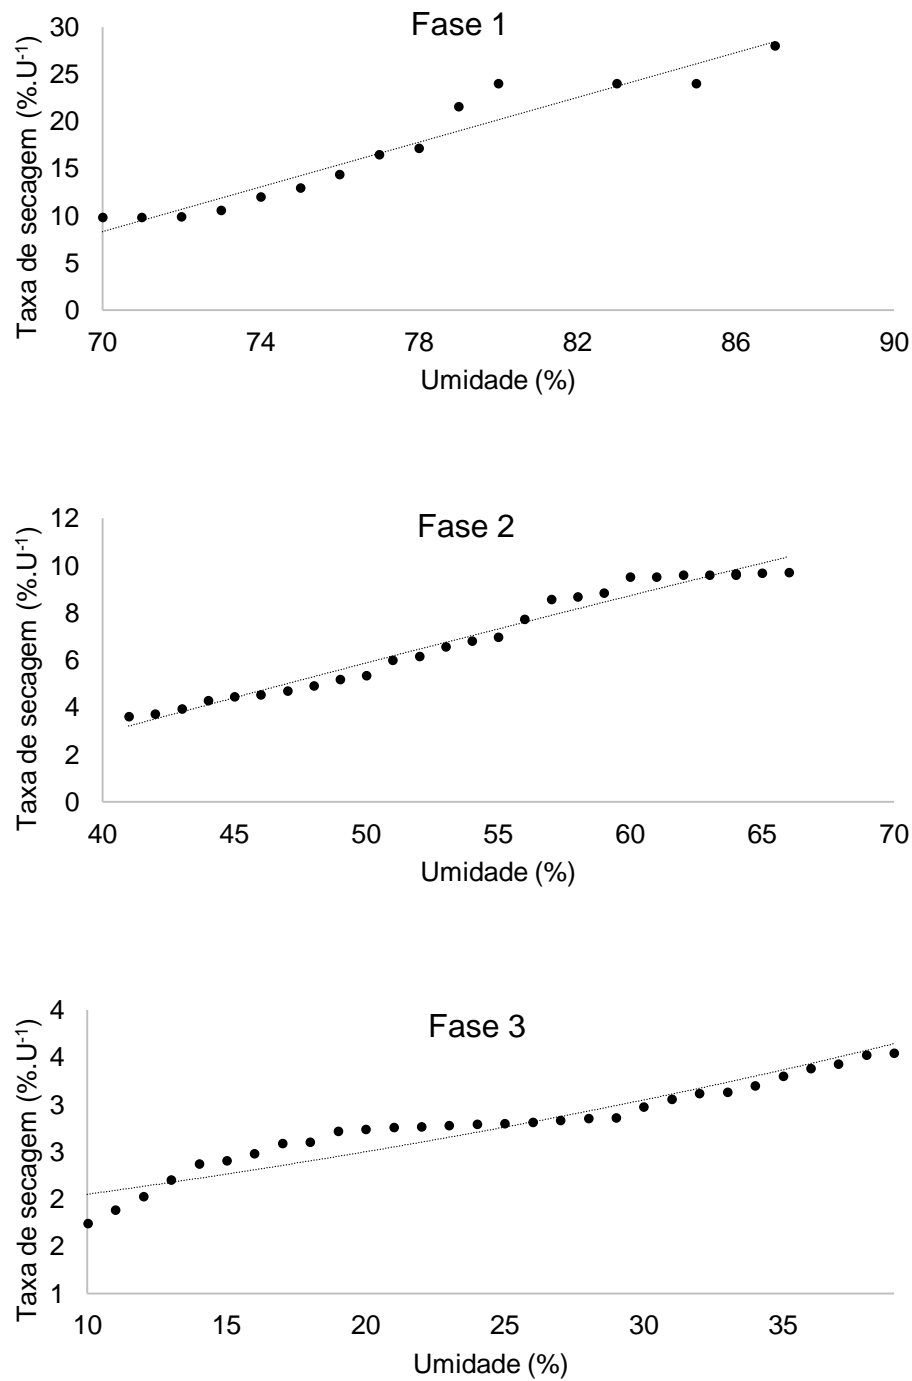 Fase 1
Taxa de secagem (%.U-1)
30
25
20
15
10
5
0
70 74 78 82 86 90
Umidade (%)
Fase 2
Taxa de secagem (%.U-1)
12
10
8
6
4
2
0
40 45 50 55 60 65 70
Umidade (%)
Fase 3
Taxa de secagem (%.U-1)
4
4
3
3
2
2
1
10 15 20 25 30 35
Umidade (%)